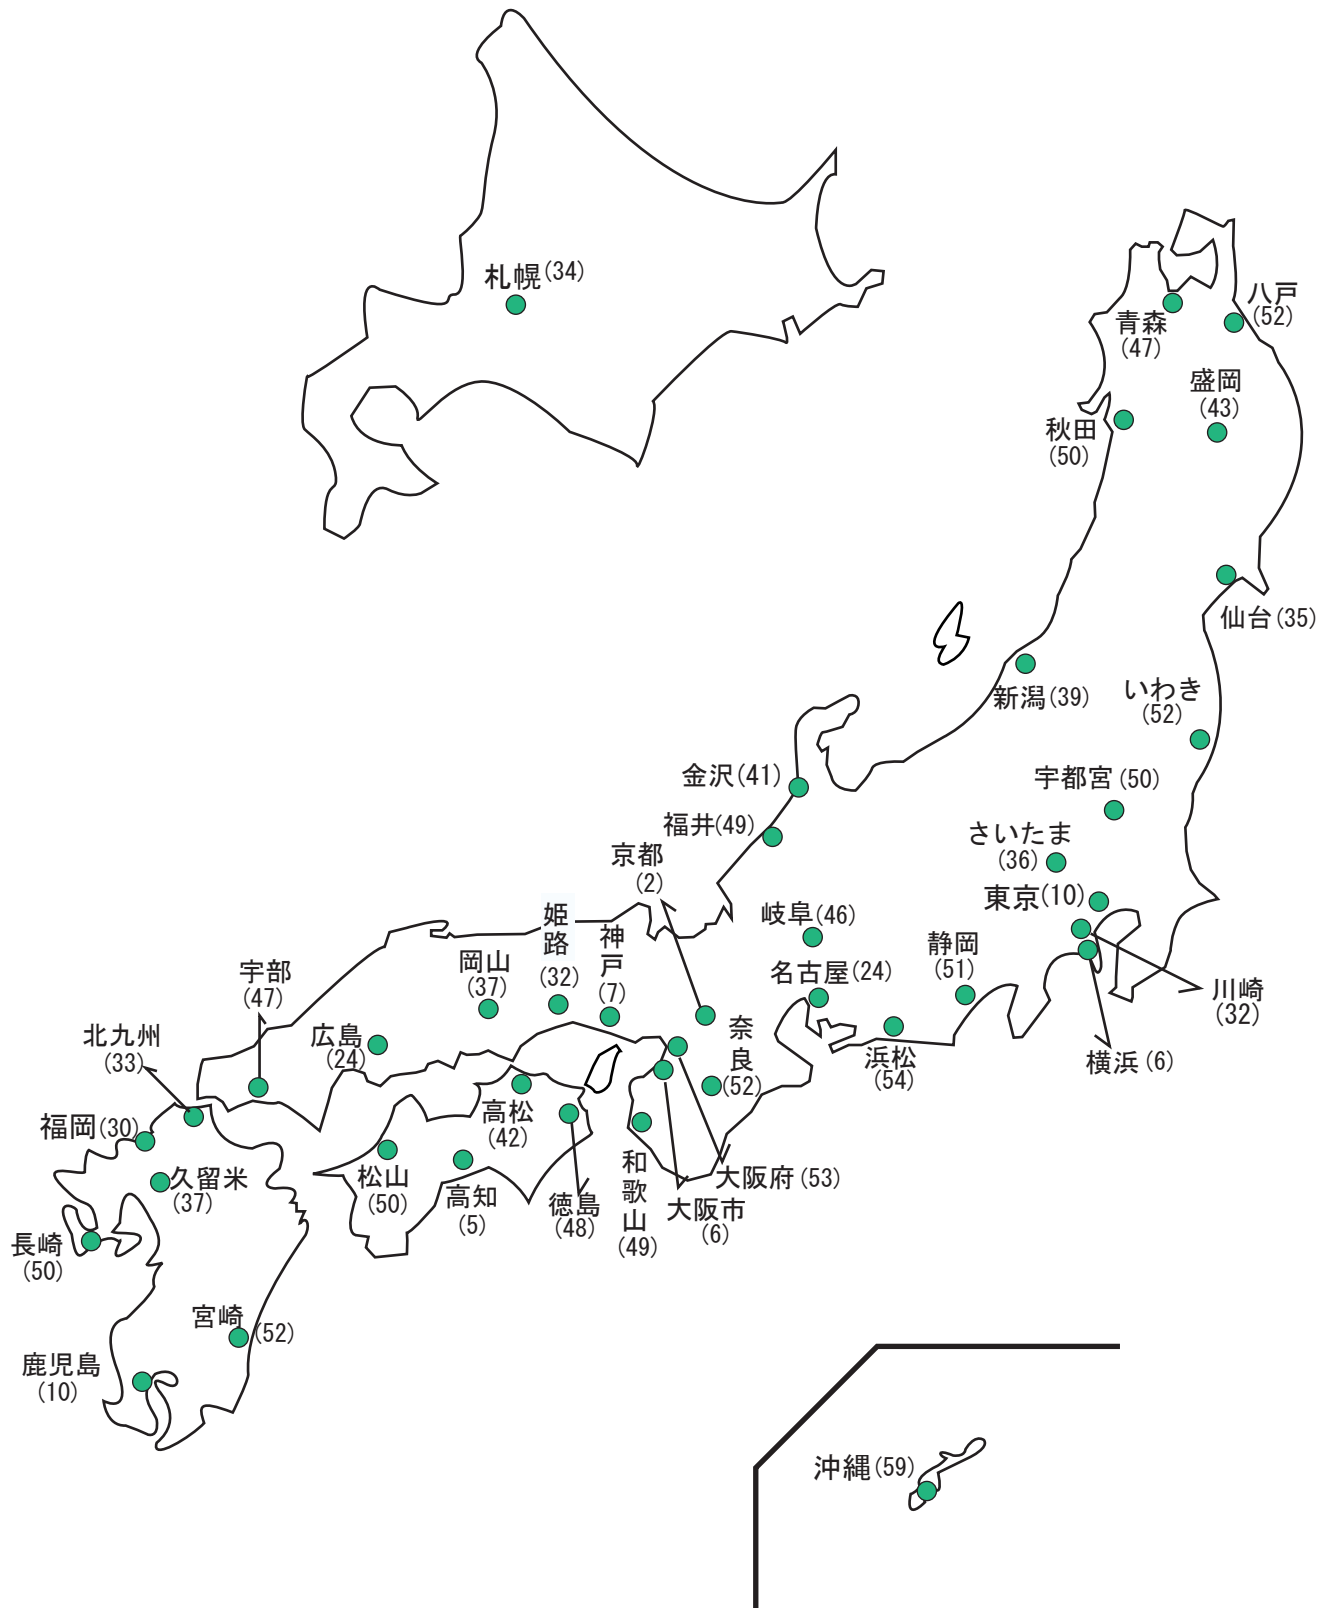 札幌(34)
青森
(47)
八戸
(52)
盛岡
(43)
秋田
(50)
仙台(35)
新潟(39)
いわき
(52)
金沢(41)
宇都宮(50)
福井(49)
さいたま
(36)
京都
(2)
東京(10)
姫路
(32)
神戸
(7)
岐阜(46)
静岡
(51)
名古屋(24)
岡山
(37)
宇部
(47)
川崎
(32)
北九州
(33)
広島
(24)
奈良
(52)
浜松
(54)
横浜(6)
福岡(30)
高松
(42)
久留米
(37)
松山
(50)
高知
(5)
徳島
(48)
和歌山
(49)
大阪府(53)
大阪市
(6)
長崎
(50)
宮崎
(52)
鹿児島
(10)
沖縄(59)